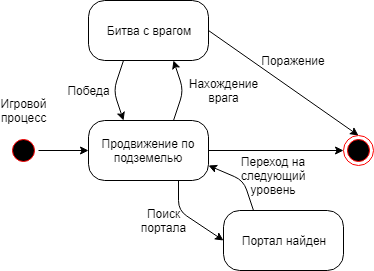 Битва с врагом
Поражение
Победа
Нахождение
врага
Игровой
процесс
Продвижение по
подземелью
Переход на
следующий
уровень
Поиск
портала
Портал найден